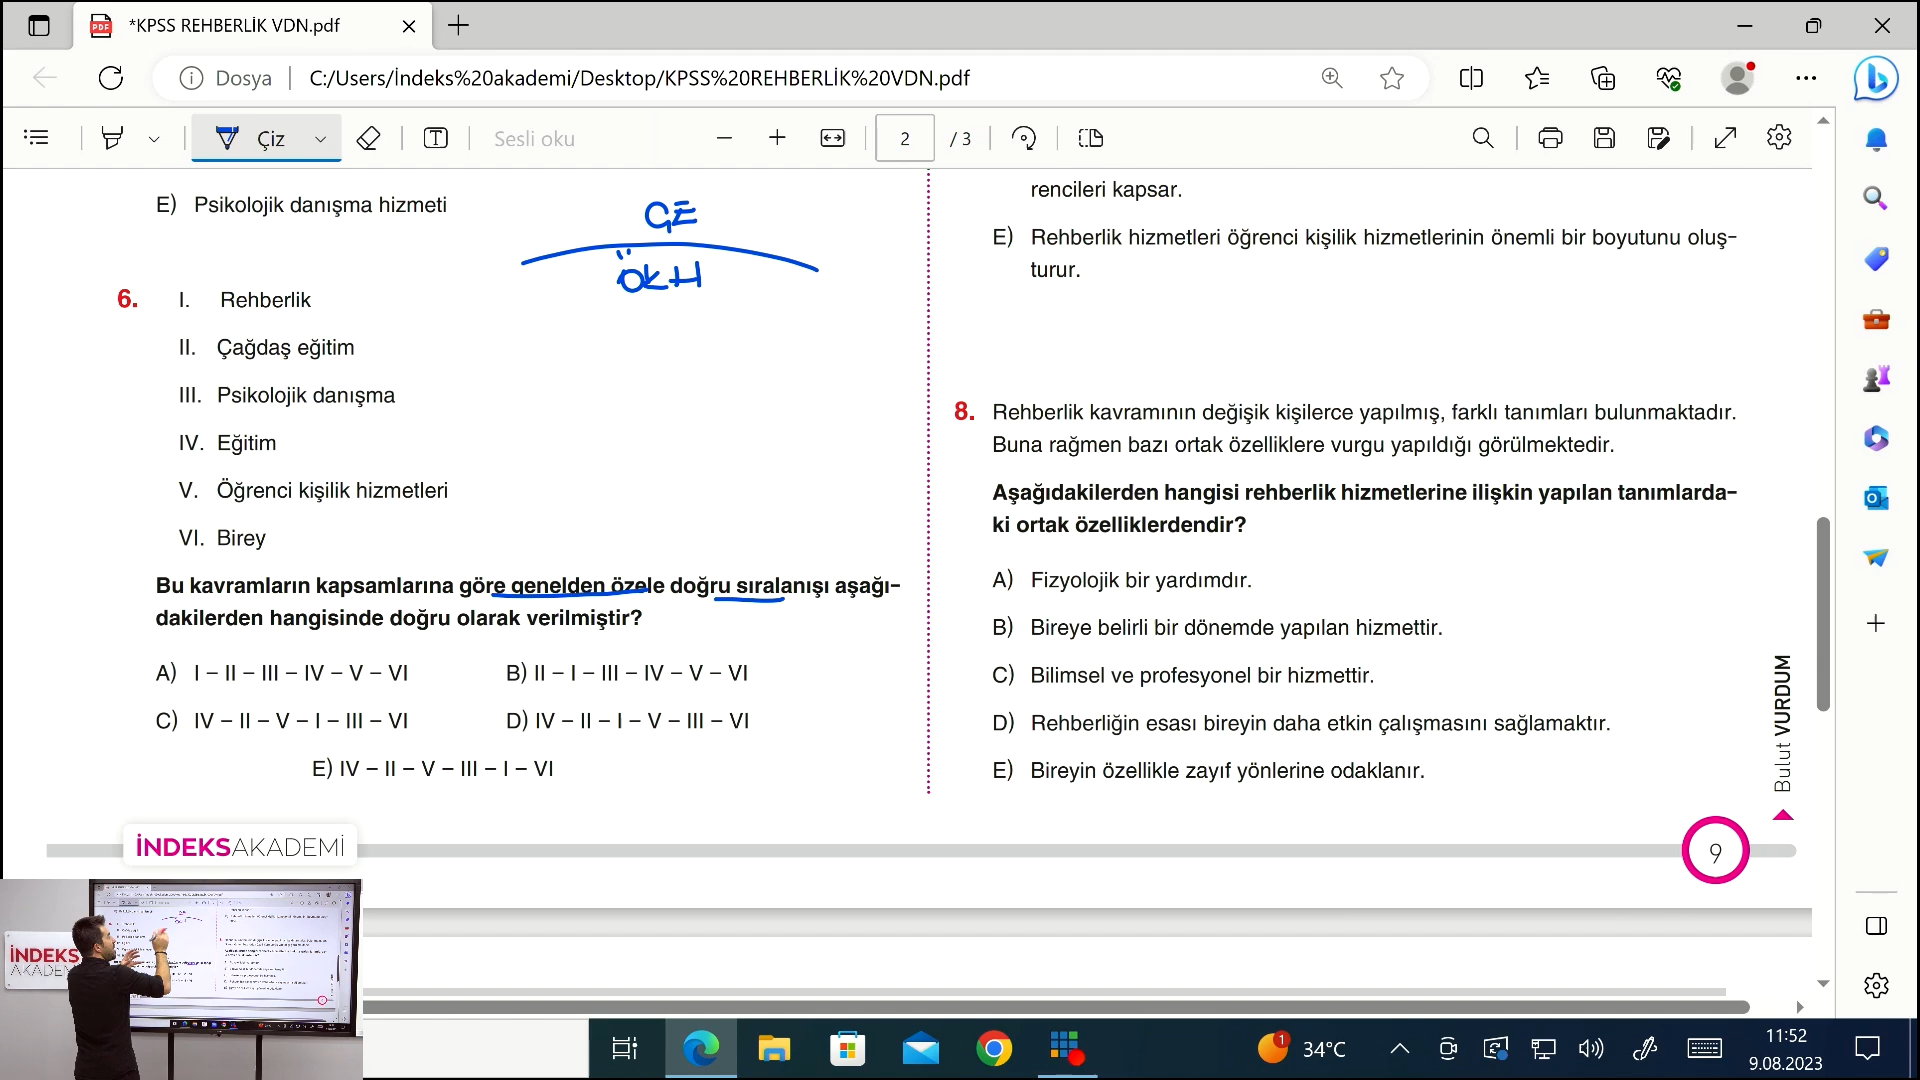 *KPSS REHBERLİK VDN.pdf
Dosya
C:/Users/İndeks%20akademi/Desktop/KPSS%20REHBERLİK%20VDN.pdf
Çiz
Sesli oku
2
/ 3
E) Psikolojik danışma hizmeti
ÇE
ÖKH
6. I. Rehberlik
II. Çağdaş eğitim
III. Psikolojik danışma
IV. Eğitim
V. Öğrenci kişilik hizmetleri
VI. Birey
Bu kavramların kapsamlarına göre genelden özele doğru sıralanışı aşağı-
dakilerden hangisinde doğru olarak verilmiştir?
A) I – II – III – IV – V – VI
B) II – I – III – IV – V – VI
C) IV – II – V – I – III – VI
D) IV – II – I – V – III – VI
E) IV – II – V – III – I – VI
rencileri kapsar.
E) Rehberlik hizmetleri öğrenci kişilik hizmetlerinin önemli bir boyutunu oluş-
turur.
8. Rehberlik kavramının değişik kişilerce yapılmış, farklı tanımları bulunmaktadır.
Buna rağmen bazı ortak özelliklere vurgu yapıldığı görülmektedir.
Aşağıdakilerden hangisi rehberlik hizmetlerine ilişkin yapılan tanımlarda-
ki ortak özelliklerdendir?
A) Fizyolojik bir yardımdır.
B) Bireye belirli bir dönemde yapılan hizmettir.
C) Bilimsel ve profesyonel bir hizmettir.
D) Rehberliğin esası bireyin daha etkin çalışmasını sağlamaktır.
E) Bireyin özellikle zayıf yönlerine odaklanır.
Bulut VURDUM
İNDEKSAKADEMİ
9
İNDEKS
AKADEM
1
34°C
11:52
9.08.2023